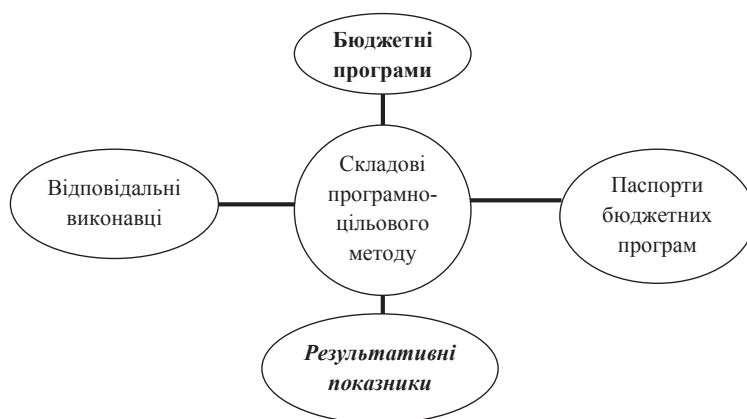 Бюджетні
програми
Відповідальні
виконавці
Складові
програмно-
цільового
методу
Паспорти
бюджетних
програм
Результативні
показники